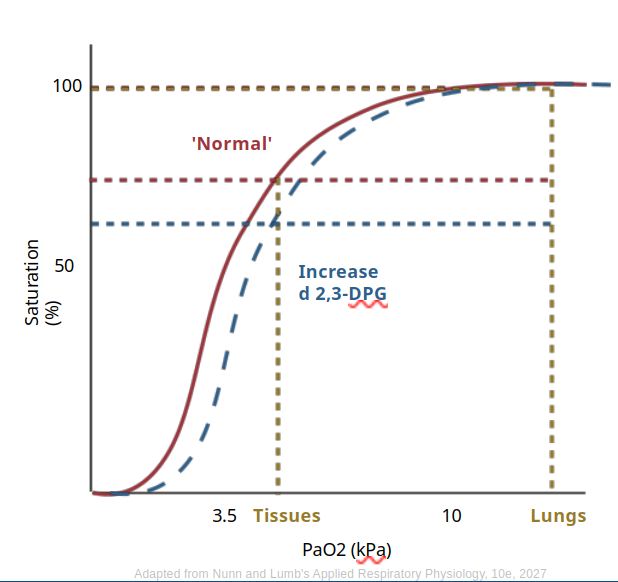 100
'Normal'
50
Saturation
(%)
Increase
d 2,3-DPG
3.5
Tissues
10
Lungs
PaO2 (kPa)
Adapted from Nunn and Lumb's Applied Respiratory Physiology, 10e, 2027